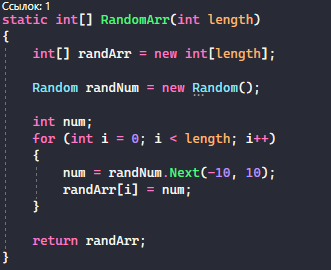 Ссылок: 1
static int[] RandomArr(int length)
{
    int[] randArr = new int[length];

    Random randNum = new Random();

    int num;
    for (int i = 0; i < length; i++)
    {
        num = randNum.Next(-10, 10);
        randArr[i] = num;
    }

    return randArr;
}